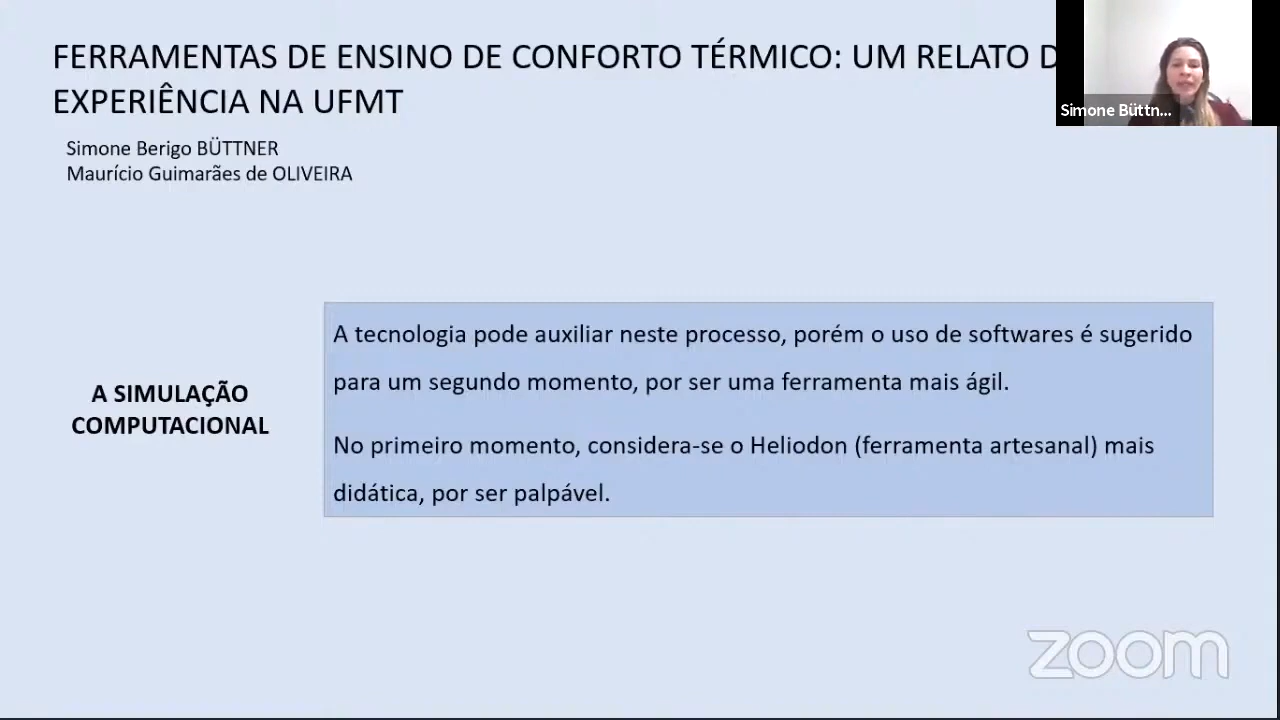 FERRAMENTAS DE ENSINO DE CONFORTO TÉRMICO: UM RELATO
EXPERIÊNCIA NA UFMT
Simone Büttn...
Simone Berigo BÜTTNER
Maurício Guimarães de OLIVEIRA
A SIMULAÇÃO
COMPUTACIONAL
A tecnologia pode auxiliar neste processo, porém o uso de softwares é sugerido
para um segundo momento, por ser uma ferramenta mais ágil.
No primeiro momento, considera-se o Heliodon (ferramenta artesanal) mais
didática, por ser palpável.
zoom